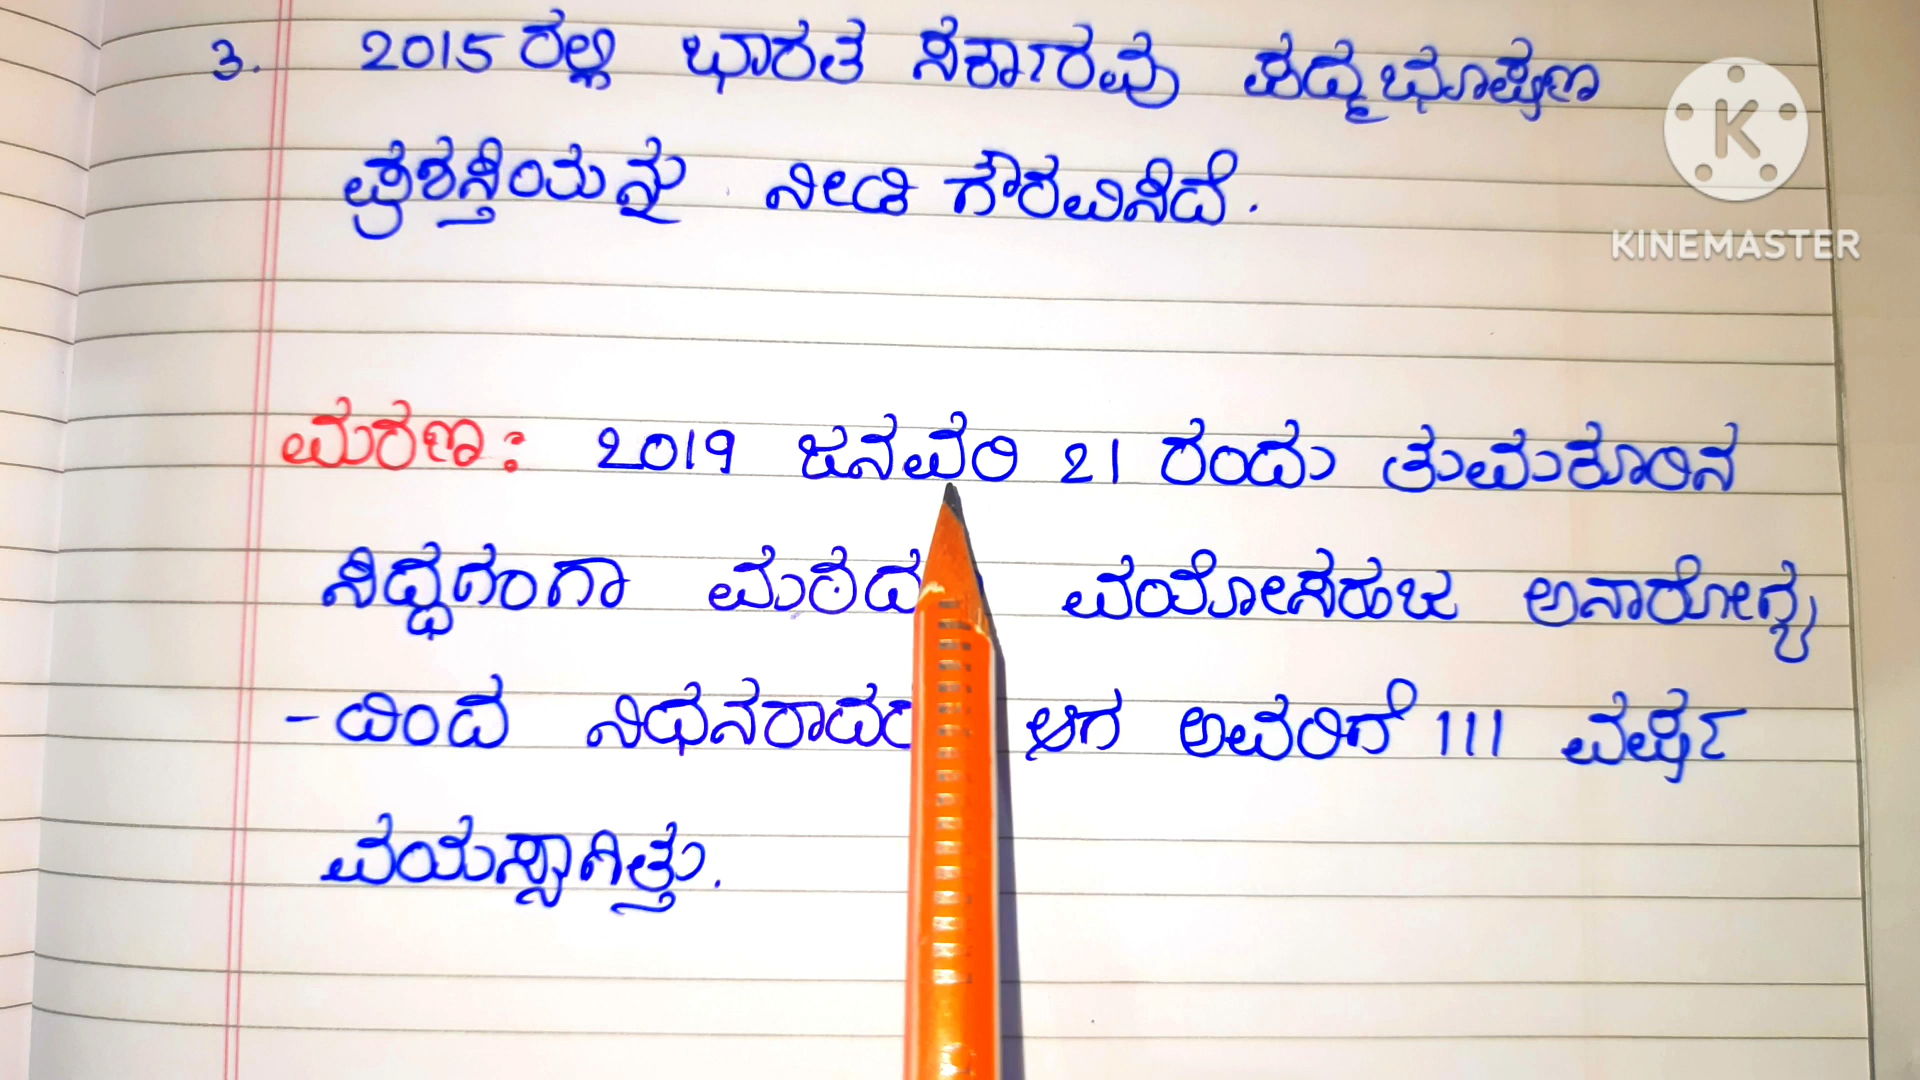 3. 2015 ರಲ್ಲಿ ಭಾರತ ಸರ್ಕಾರವು ಪದ್ಮಭೂಷಣ
ಪ್ರಶಸ್ತಿಯನ್ನು ನೀಡಿ ಗೌರವಿಸಿದೆ.
KINEMASTER
ಮರಣ: 2019 ಜನವರಿ 21 ರಂದು ತುಮಕೂರಿನ
ಸಿದ್ಧಗಂಗಾ ಮಠದ ವಯೋಸಹಜ ಅನಾರೋಗ್ಯ
-ದಿಂದ ನಿಧನರಾದರು ಆಗ ಅವರಿಗೆ 111 ವರ್ಷ
ವಯಸ್ಸಾಗಿತ್ತು.